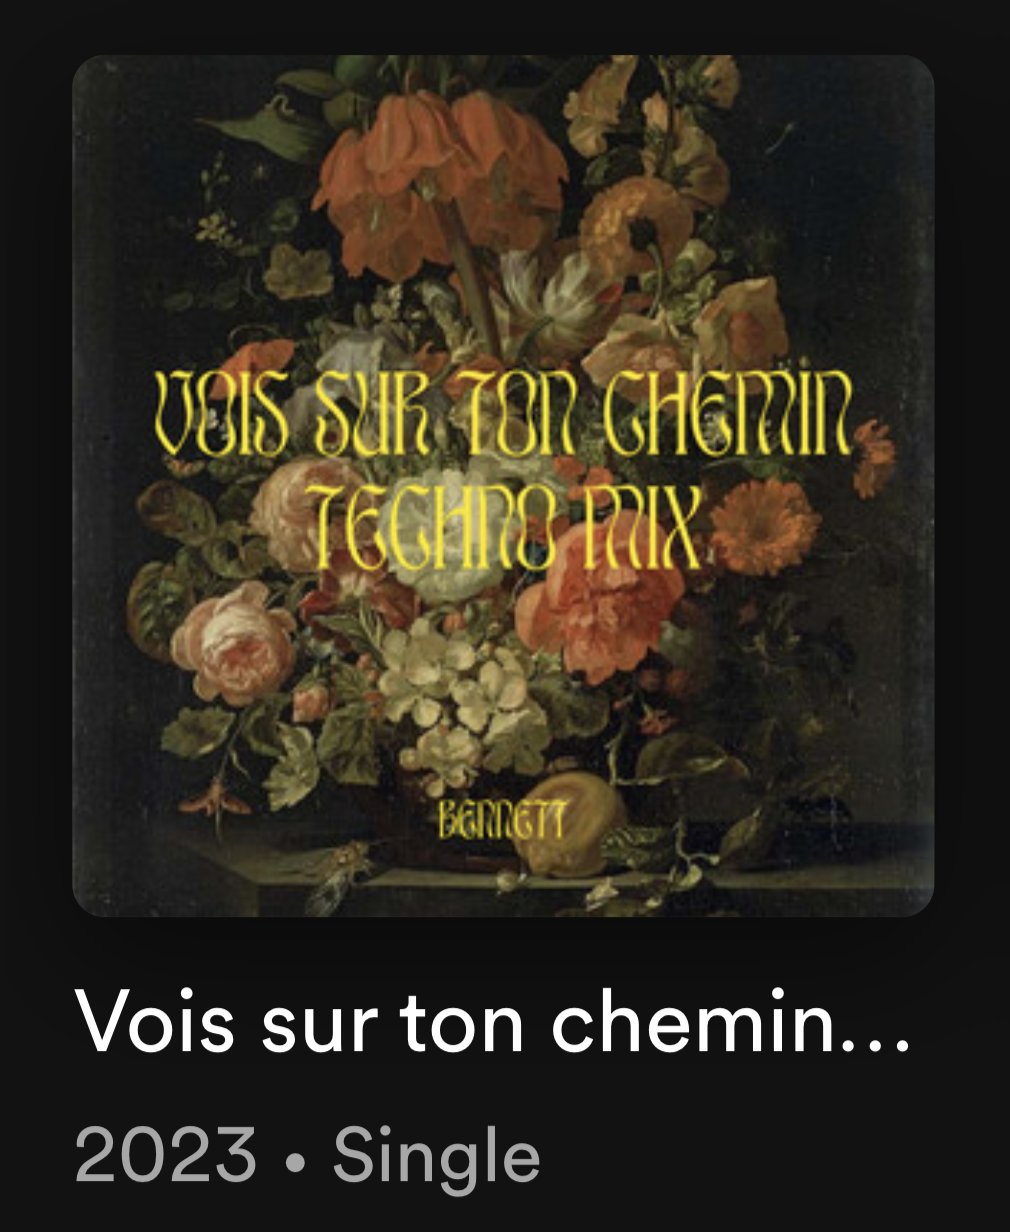 VOIS SUR TON CHEMIN
TECHNO MIX
BENNETT
Vois sur ton chemin...
2023 • Single